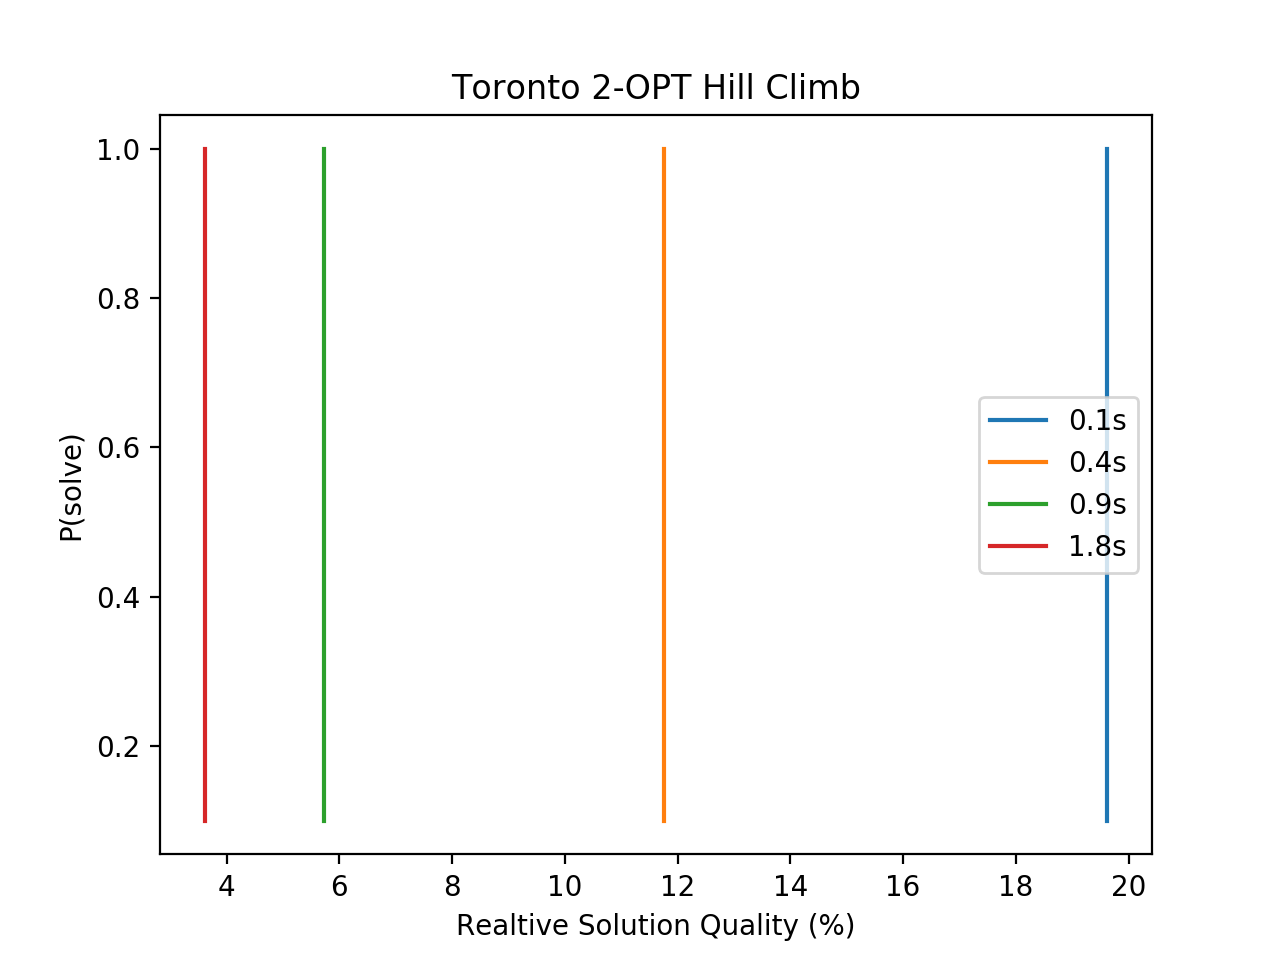 Toronto 2-OPT Hill Climb
1.0
0.8
0.6
0.4
0.2
P(solve)
0.1s
0.4s
0.9s
1.8s
4 6 8 10 12 14 16 18 20
Realtive Solution Quality (%)